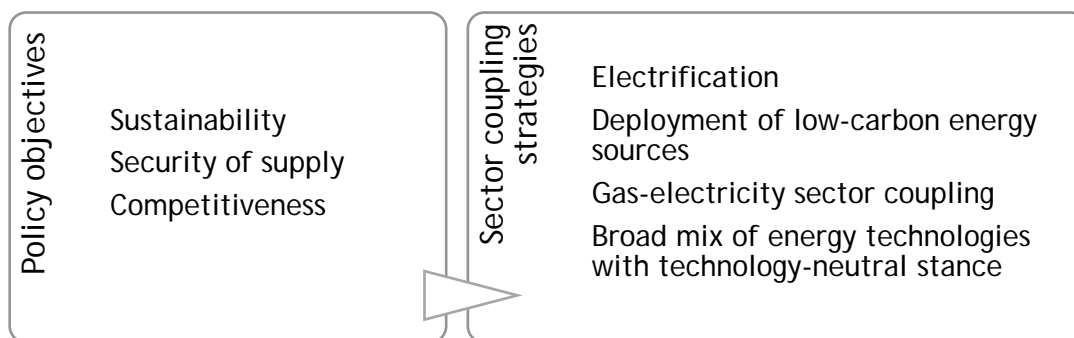 Policy objectives
Sustainability
Security of supply
Competitiveness
Sector coupling
strategies
Electrification
Deployment of low-carbon energy
sources
Gas-electricity sector coupling
Broad mix of energy technologies
with technology-neutral stance